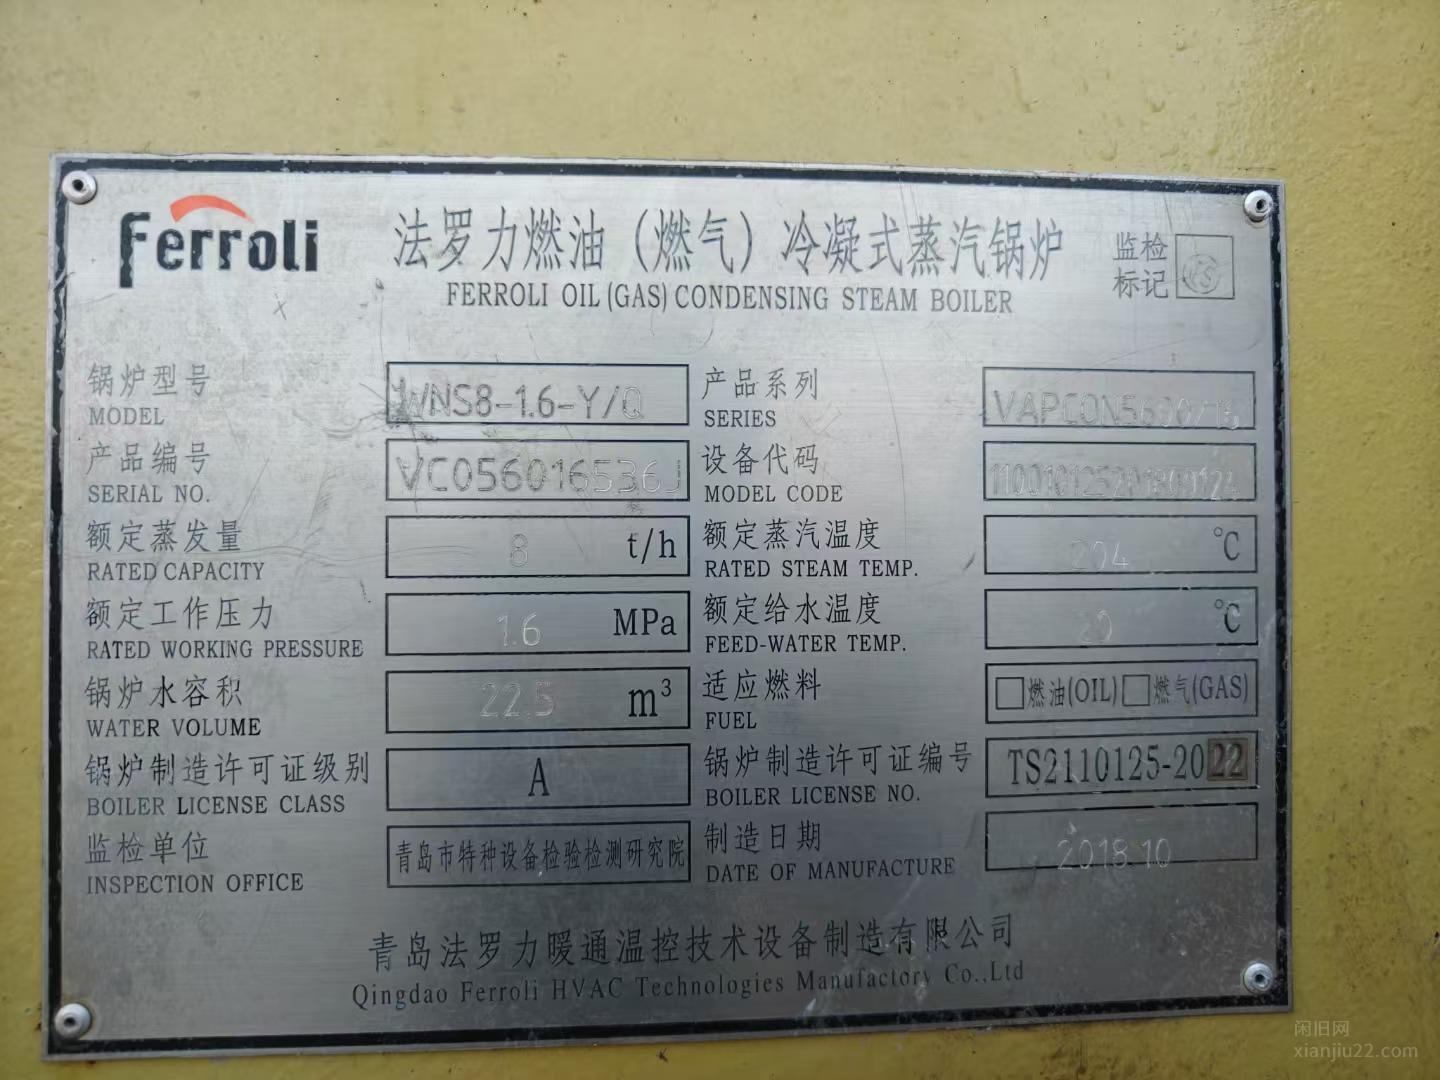 Ferroli
法罗力燃油（燃气）冷凝式蒸汽锅炉
FERROLI OIL(GAS) CONDENSING STEAM BOILER
监检
标记
锅炉型号 WNS8-1.6-Y/Q 产品系列
MODEL SERIES
产品编号 VC056016536J 设备代码
SERIAL NO. MODEL CODE
额定蒸发量 8 t/h 额定蒸汽温度 204 ℃
RATED CAPACITY RATED STEAM TEMP.
额定工作压力 1.6 MPa 额定给水温度 20 ℃
RATED WORKING PRESSURE FEED-WATER TEMP.
锅炉水容积 22.5 m³ 适应燃料 □燃油(OIL) □燃气(GAS)
WATER VOLUME FUEL
锅炉制造许可证级别 A 锅炉制造许可证编号 TS2110125-2022
BOILER LICENSE CLASS BOILER LICENSE NO.
监检单位 青岛市特种设备检验检测研究院 制造日期 2018.10
INSPECTION OFFICE DATE OF MANUFACTURE
青岛法罗力暖通温控技术设备制造有限公司
Qingdao Ferroli HVAC Technologies Manufactory Co.,Ltd
闲旧网
xianjiu22.com